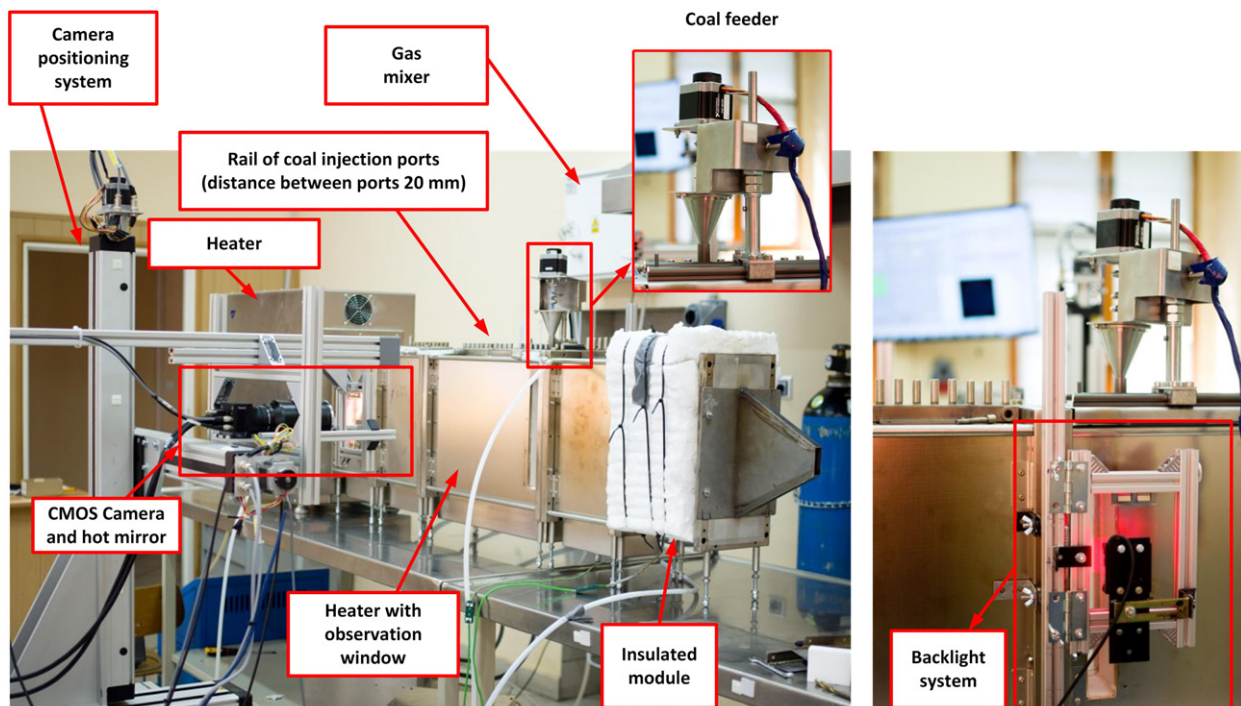 Coal feeder
Camera
positioning
system
Gas
mixer
Rail of coal injection ports
(distance between ports 20 mm)
Heater
CMOS Camera
and hot mirror
Heater with
observation
window
Insulated
module
Backlight
system